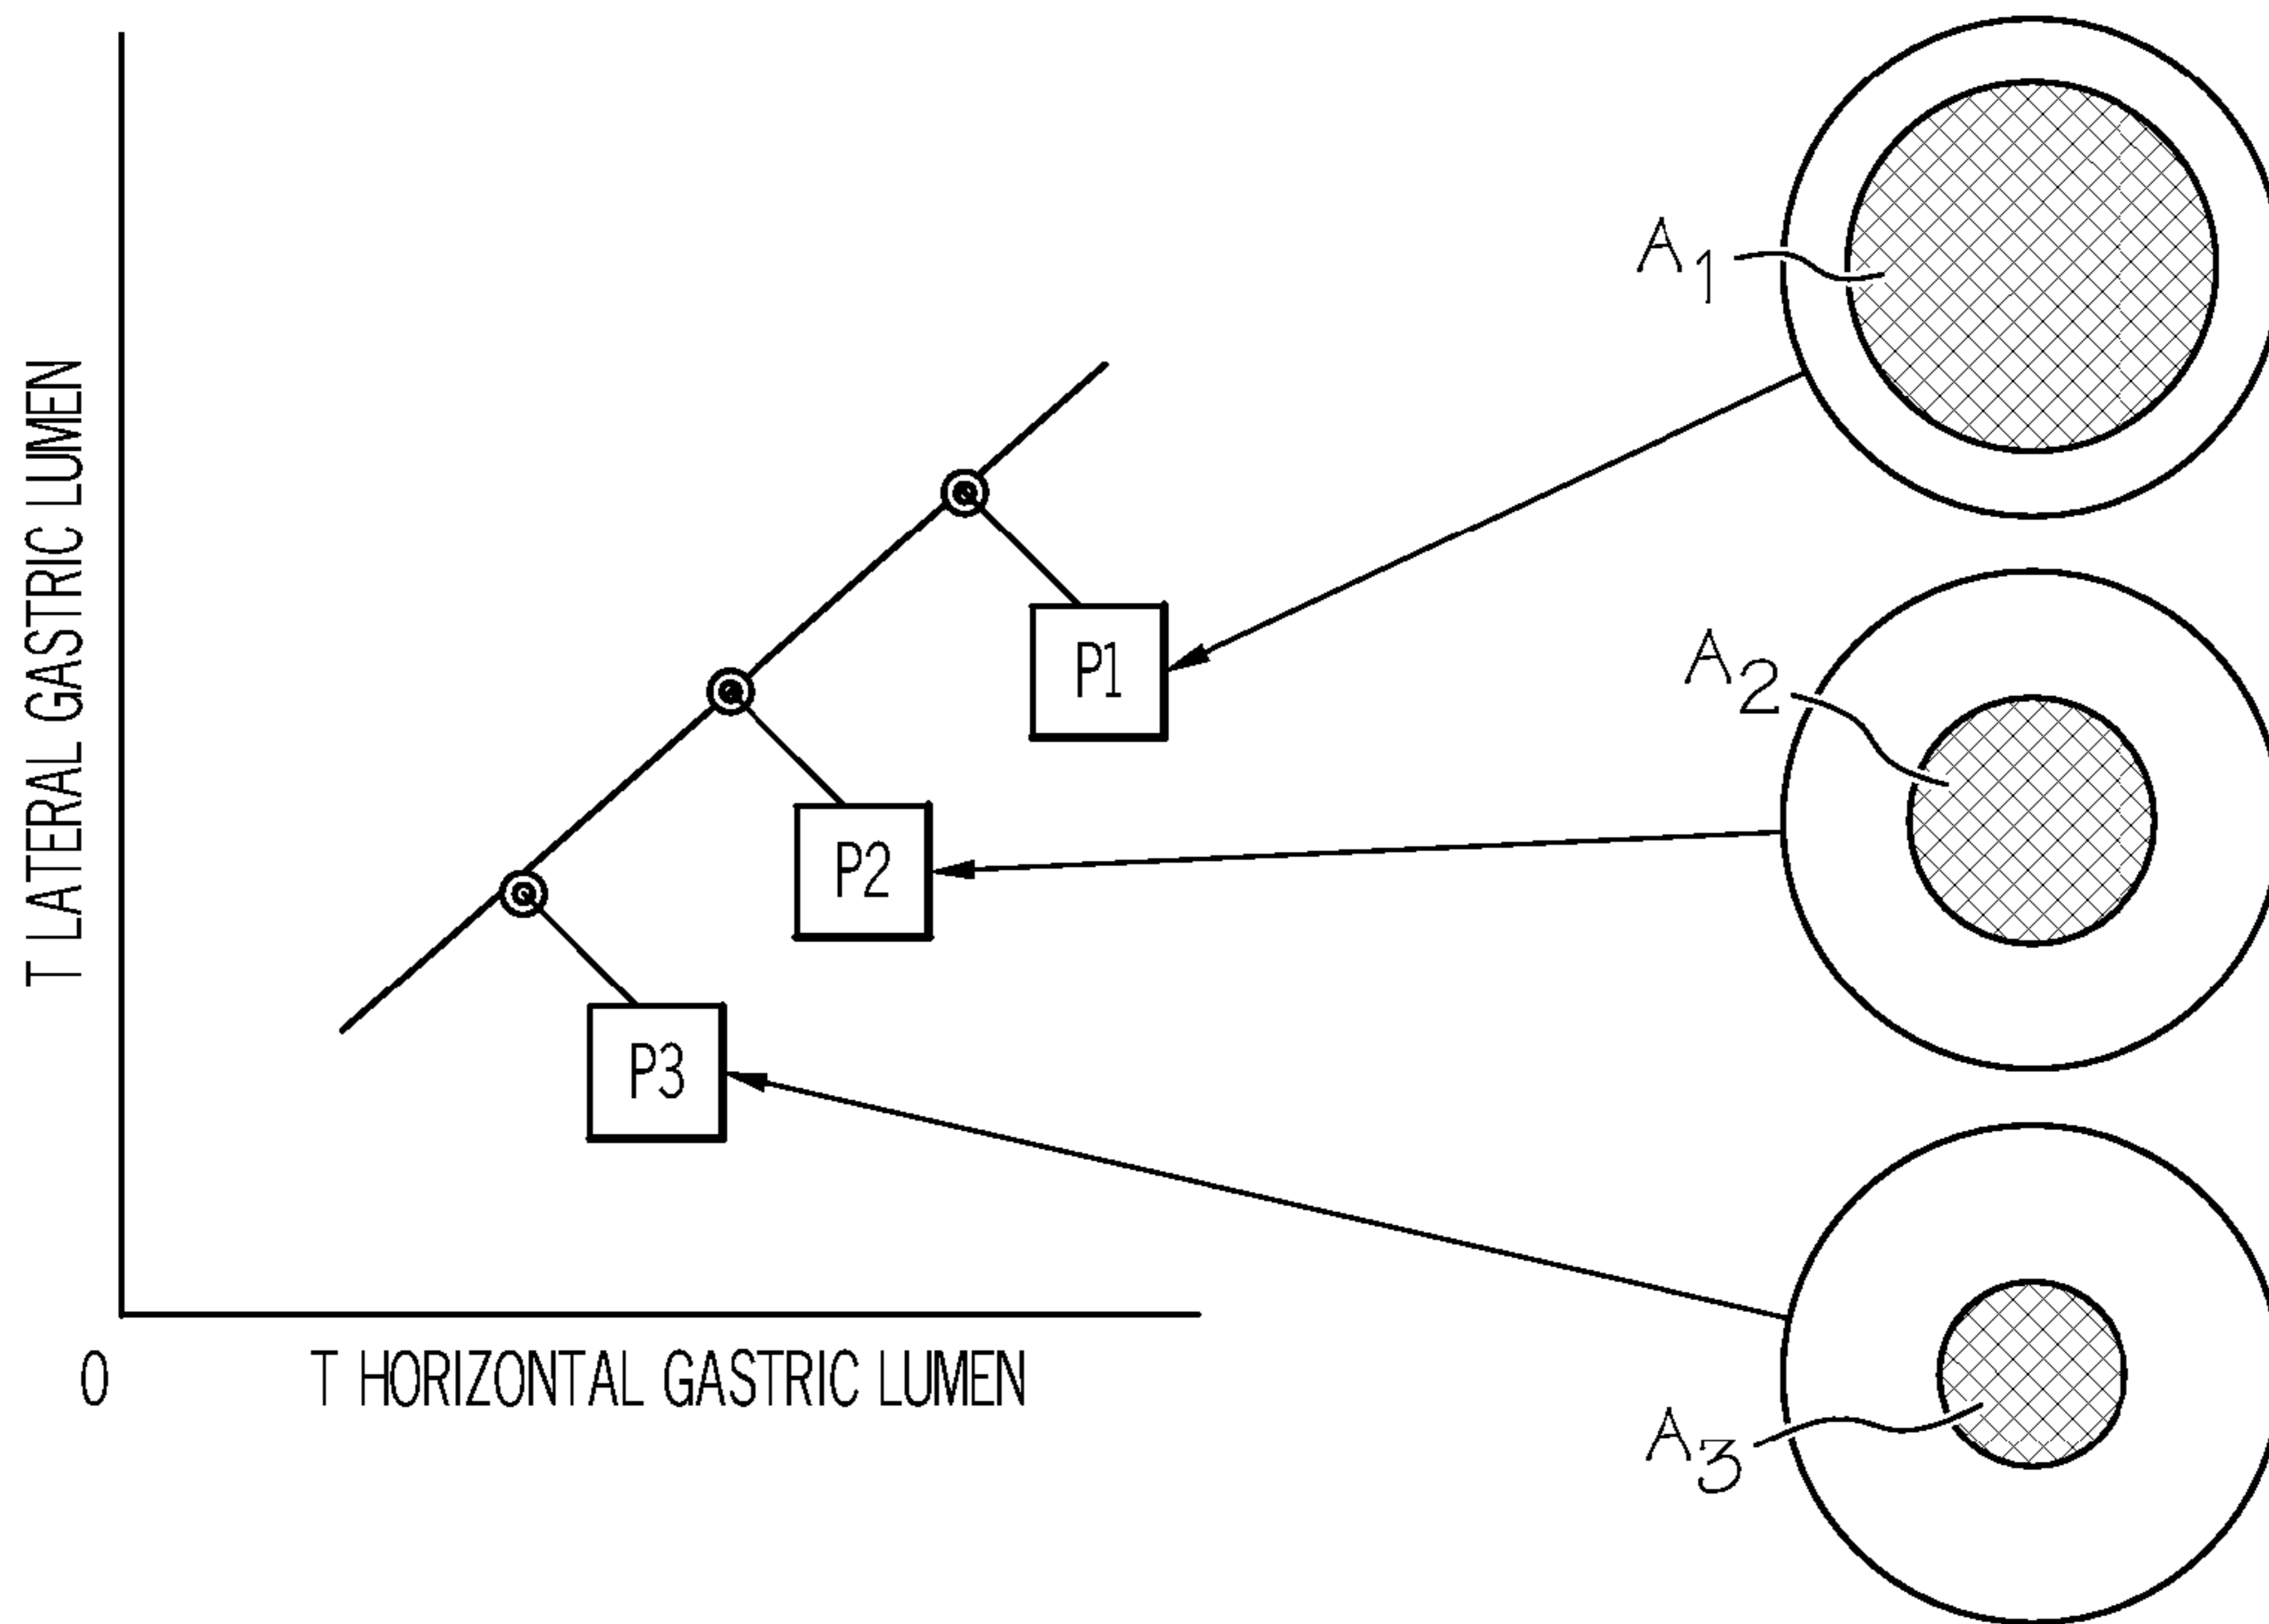 T LATERAL GASTRIC LUMEN
P1
P2
P3
0
T HORIZONTAL GASTRIC LUMEN
A1
A2
A3